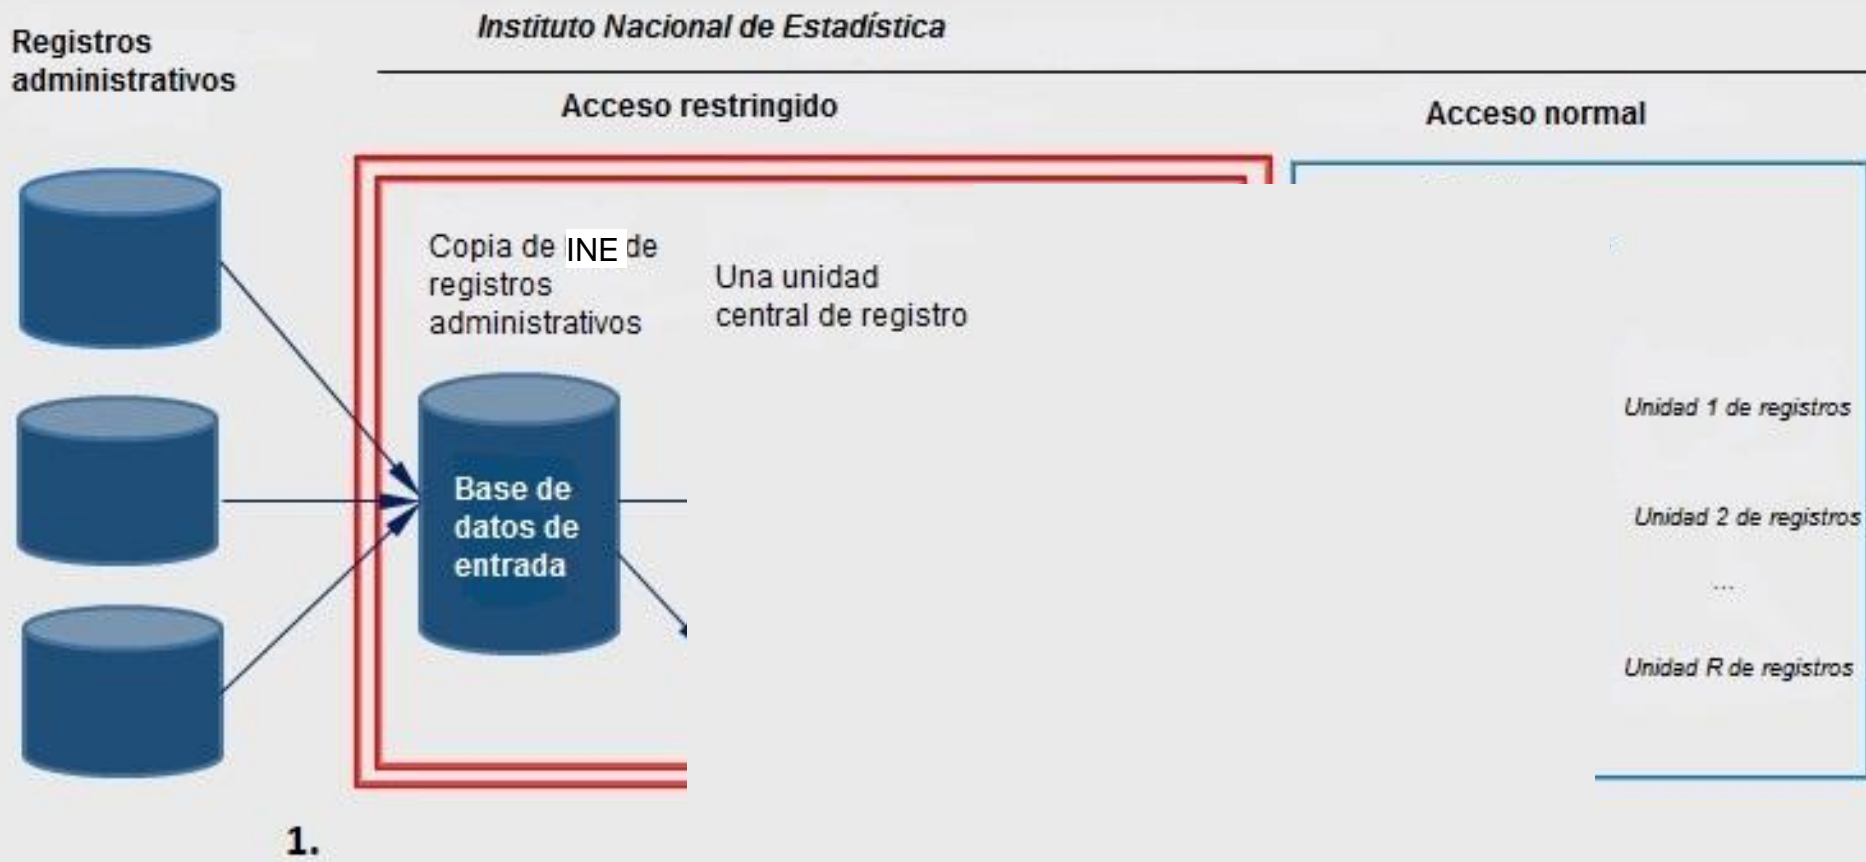 Registros
administrativos
Instituto Nacional de Estadística
Acceso restringido
Acceso normal
Copia de INE de
registros
administrativos
Una unidad
central de registro
Base de
datos de
entrada
Unidad 1 de registros
Unidad 2 de registros
...
Unidad R de registros
1.